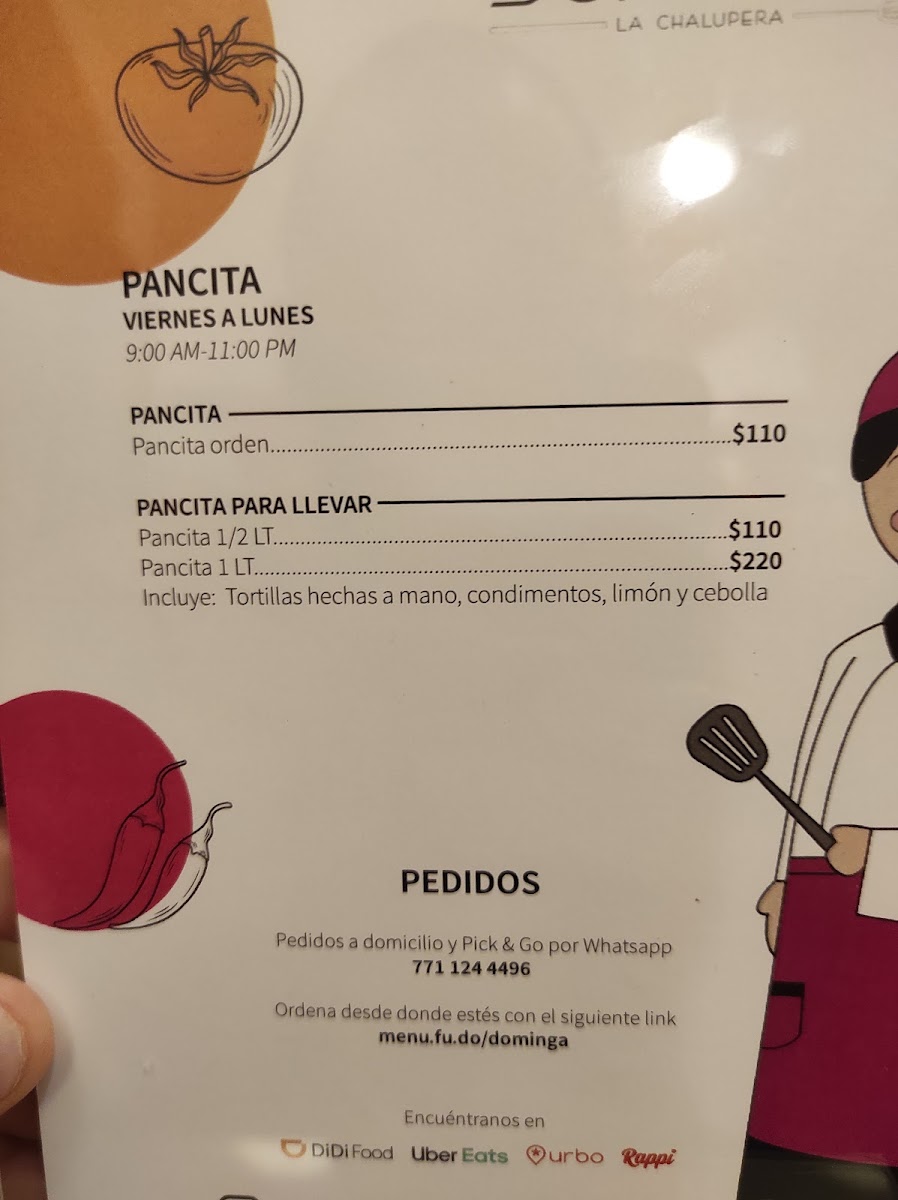 LA CHALUPERA
PANCITA
VIERNES A LUNES
9:00 AM-11:00 PM
PANCITA
Pancita orden...............................................................................$110
PANCITA PARA LLEVAR
Pancita 1/2 LT..............................................................................$110
Pancita 1 LT.................................................................................$220
Incluye: Tortillas hechas a mano, condimentos, limón y cebolla
PEDIDOS
Pedidos a domicilio y Pick & Go por Whatsapp
771 124 4496
Ordena desde donde estés con el siguiente link
menu.fu.do/dominga
Encuéntranos en
DiDi Food Uber Eats urbo Rappi